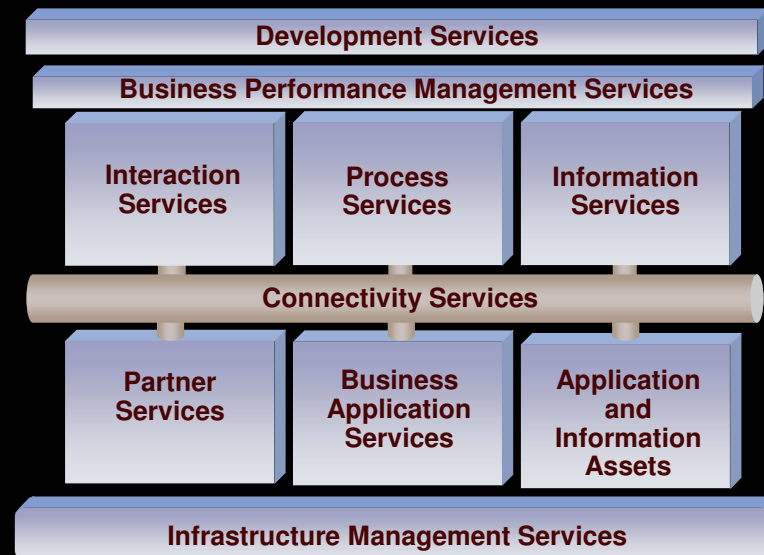 Development Services
Business Performance Management Services
Interaction
Services
Process
Services
Information
Services
Connectivity Services
Partner
Services
Business
Application
Services
Application
and
Information
Assets
Infrastructure Management Services